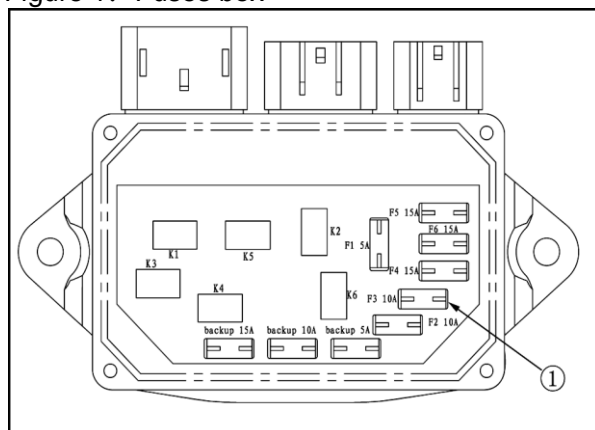 Figure Fuses box
F5 15A
K2
F6 15A
F1 5A
K1
K5
K3
F4 15A
K4
K6
F3 10A
F2 10A
backup 15A backup 10A backup 5A
①